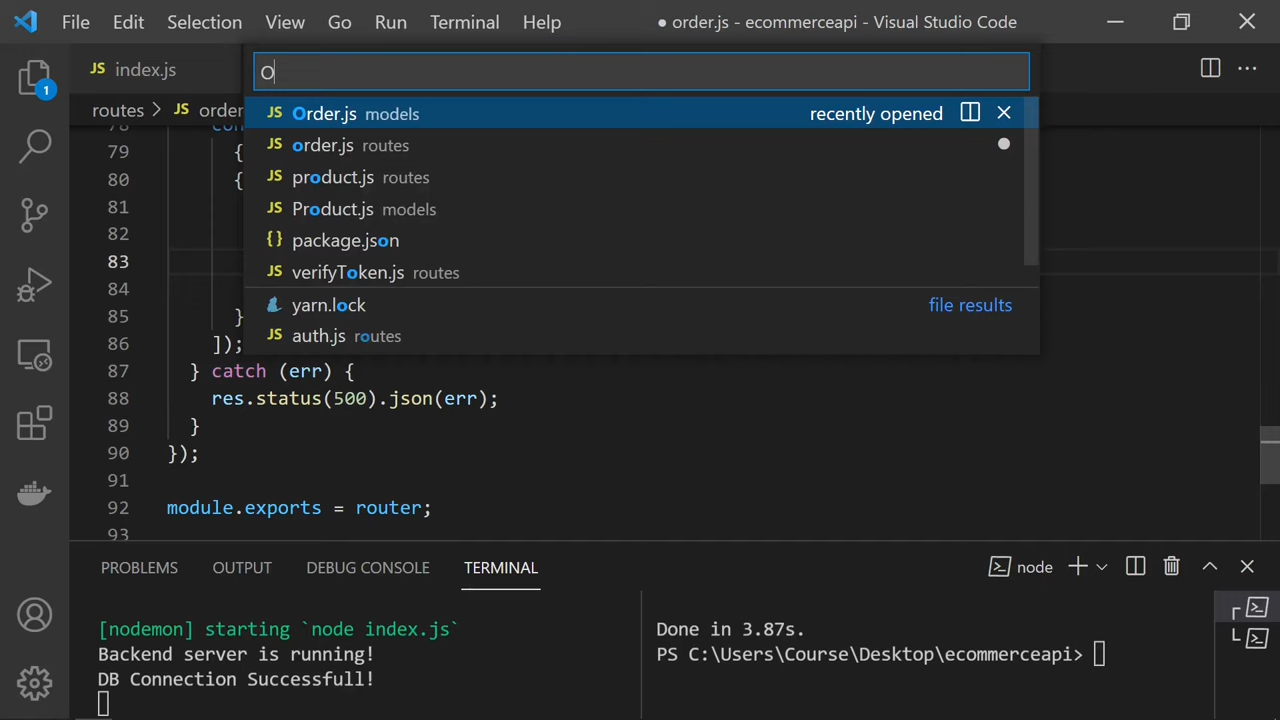 File Edit Selection View Go Run Terminal Help ● order.js - ecommerceapi - Visual Studio Code
JS index.js
O
routes > JS order
JS Order.js models recently opened
JS order.js routes
JS product.js routes
JS Product.js models
{} package.json
JS verifyToken.js routes
yarn.lock file results
JS auth.js routes
1
78 con
79 {
80 {
81
82
83
84
85 }
86 ]);
87 } catch (err) {
88 res.status(500).json(err);
89 }
90 });
91
92 module.exports = router;
93
PROBLEMS OUTPUT DEBUG CONSOLE TERMINAL node
[nodemon] starting `node index.js`
Backend server is running!
DB Connection Successfull!
Done in 3.87s.
PS C:\Users\Course\Desktop\ecommerceapi>